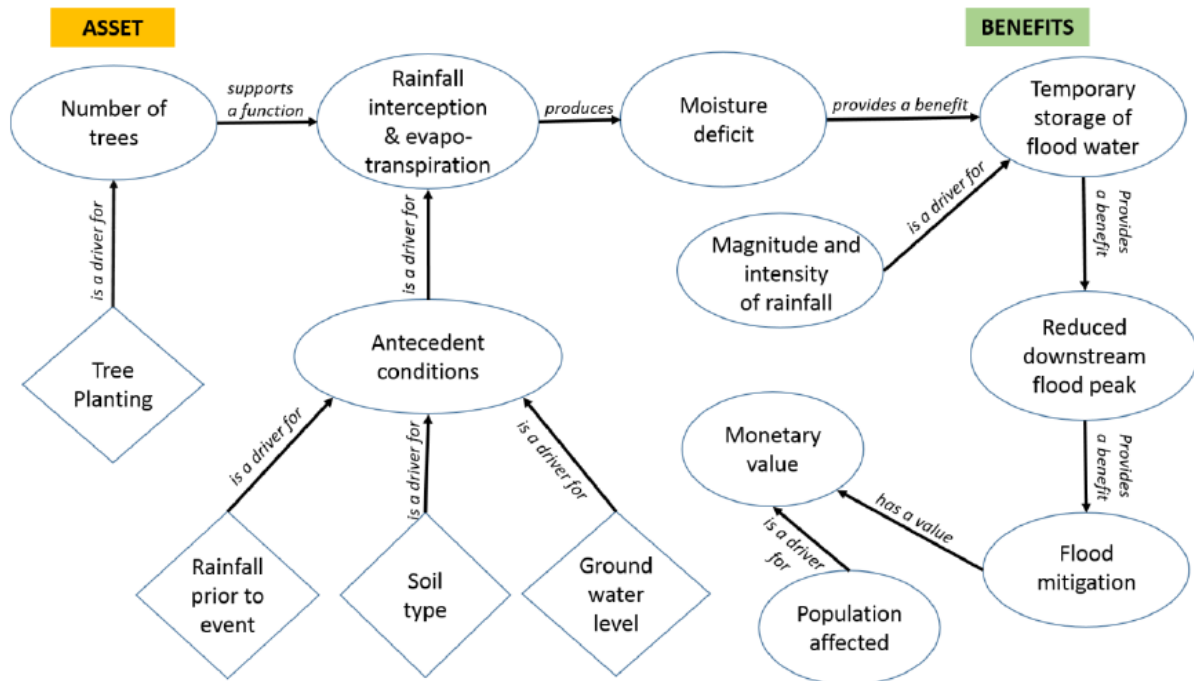 ASSET
BENEFITS
Number of
trees
supports
a function
Rainfall
interception
& evapo-
transpiration
produces
Moisture
deficit
provides a benefit
Temporary
storage of
flood water
is a driver for
is a driver for
is a driver for
Provides
a benefit
Magnitude and
intensity
of rainfall
Tree
Planting
Antecedent
conditions
Reduced
downstream
flood peak
is a driver for
is a driver for
is a driver for
Monetary
value
Provides
a benefit
has a value
is a driver
for
Rainfall
prior to
event
Soil
type
Ground
water
level
Population
affected
Flood
mitigation